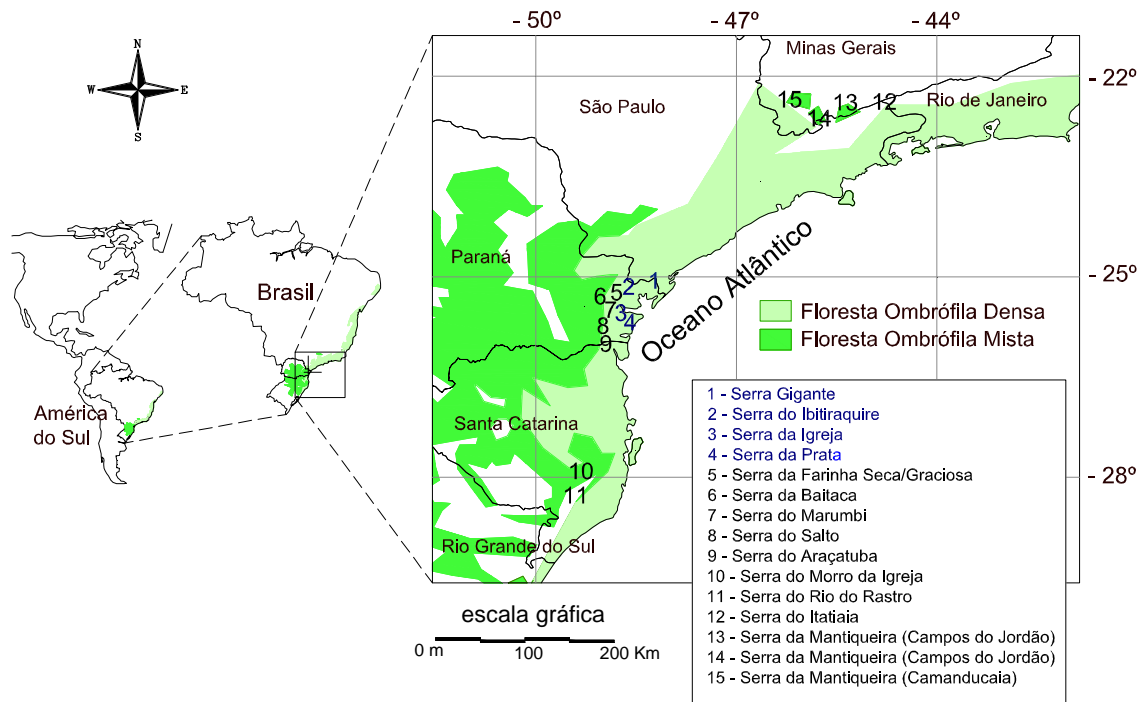 - 50º
- 47º
- 44º
Minas Gerais
- 22º
N
W
E
S
São Paulo
15
13
12
14
Rio de Janeiro
Paraná
Oceano Atlântico
- 25º
Brasil
1
2
5
6
7
3
4
8
9
Floresta Ombrófila Densa
Floresta Ombrófila Mista
América
do Sul
Santa Catarina
10
11
- 28º
Rio Grande do Sul
1 - Serra Gigante
2 - Serra do Ibitiraquire
3 - Serra da Igreja
4 - Serra da Prata
5 - Serra da Farinha Seca/Graciosa
6 - Serra da Baitaca
7 - Serra do Marumbi
8 - Serra do Salto
9 - Serra do Araçatuba
10 - Serra do Morro da Igreja
11 - Serra do Rio do Rastro
12 - Serra do Itatiaia
13 - Serra da Mantiqueira (Campos do Jordão)
14 - Serra da Mantiqueira (Campos do Jordão)
15 - Serra da Mantiqueira (Camanducaia)
escala gráfica
0 m 100 200 Km